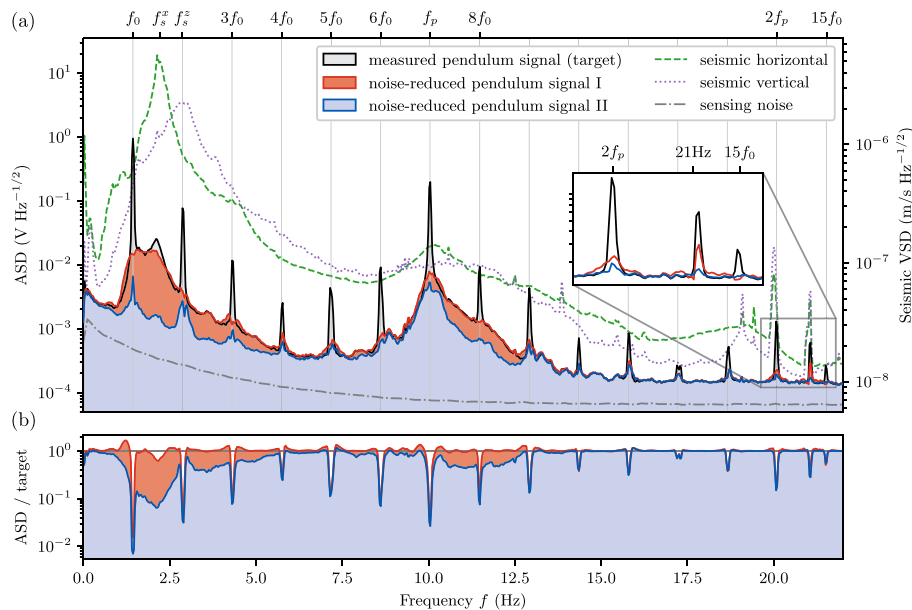 (a)
f0 fsx fsz 3f0 4f0 5f0 6f0 fp 8f0 2fp 15f0
measured pendulum signal (target)
noise-reduced pendulum signal I
noise-reduced pendulum signal II
seismic horizontal
seismic vertical
sensing noise
ASD (V Hz−1/2)
10^1
10^0
10^−1
10^−2
10^−3
10^−4
2fp 21Hz 15f0
Seismic VSD (m/s Hz−1/2)
10^−6
10^−7
10^−8
(b)
ASD / target
10^0
10^−1
10^−2
0.0 2.5 5.0 7.5 10.0 12.5 15.0 17.5 20.0
Frequency f (Hz)